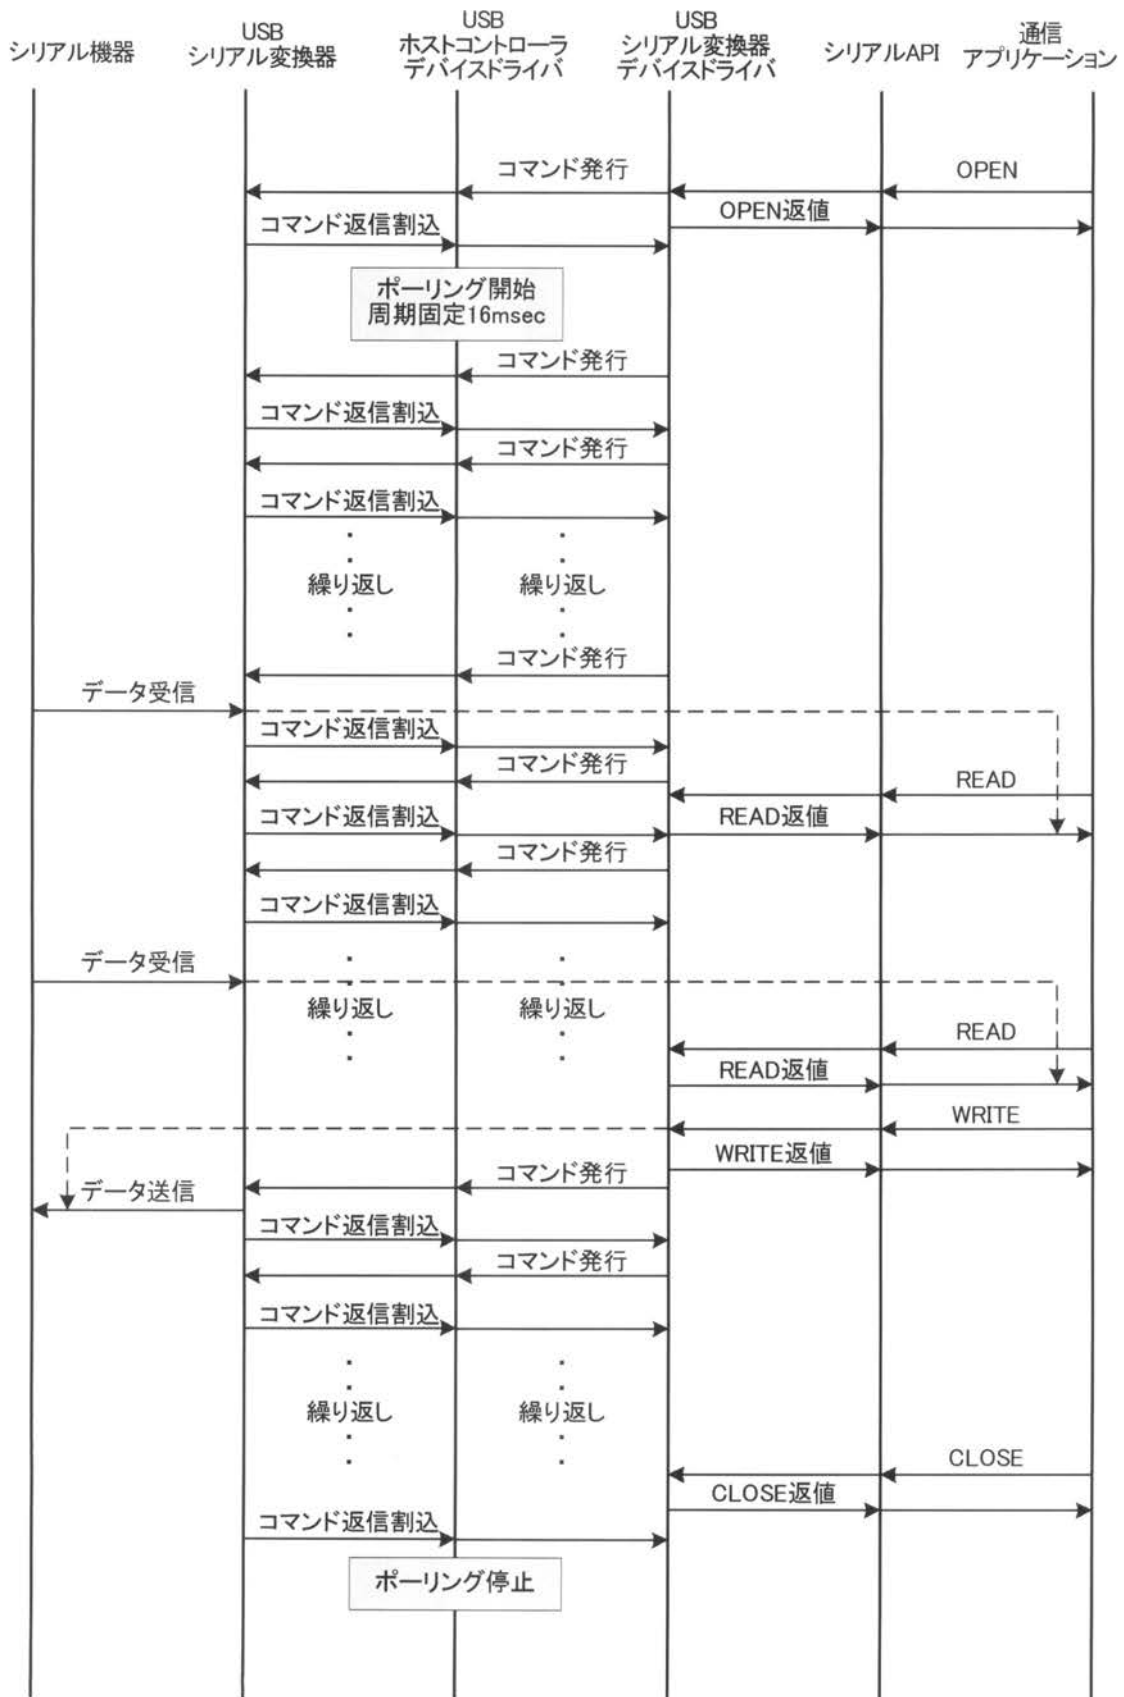 シリアル機器
USB
シリアル変換器
USB
ホストコントローラ
デバイスドライバ
USB
シリアル変換器
デバイスドライバ
シリアルAPI
通信
アプリケーション
コマンド発行
OPEN
OPEN返値
コマンド返信割込
ポーリング開始
周期固定16msec
コマンド発行
コマンド返信割込
コマンド発行
コマンド返信割込
繰り返し
繰り返し
コマンド発行
データ受信
コマンド返信割込
コマンド発行
READ
コマンド返信割込
READ返値
コマンド発行
コマンド返信割込
データ受信
繰り返し
繰り返し
READ
READ返値
WRITE
WRITE返値
コマンド発行
データ送信
コマンド返信割込
コマンド発行
コマンド返信割込
繰り返し
繰り返し
CLOSE
CLOSE返値
コマンド返信割込
ポーリング停止